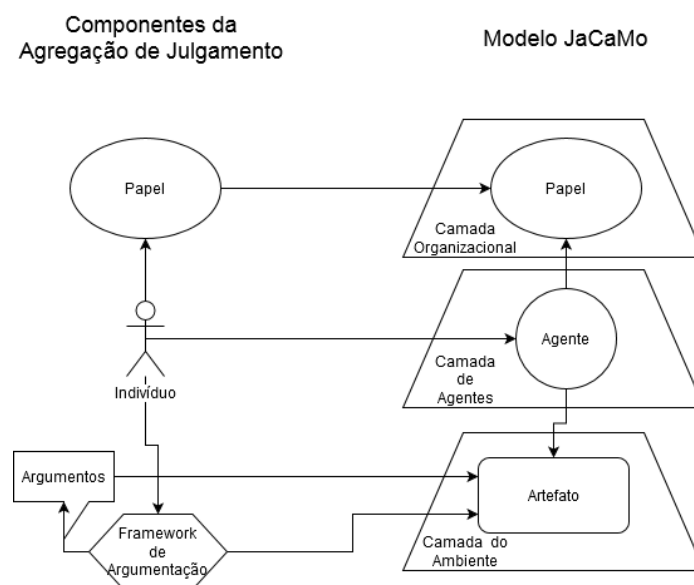 Componentes da
Agregação de Julgamento
Modelo JaCaMo
Papel
Papel
Camada
Organizacional
Indivíduo
Agente
Camada
de
Agentes
Argumentos
Framework
de
Argumentação
Artefato
Camada do
Ambiente